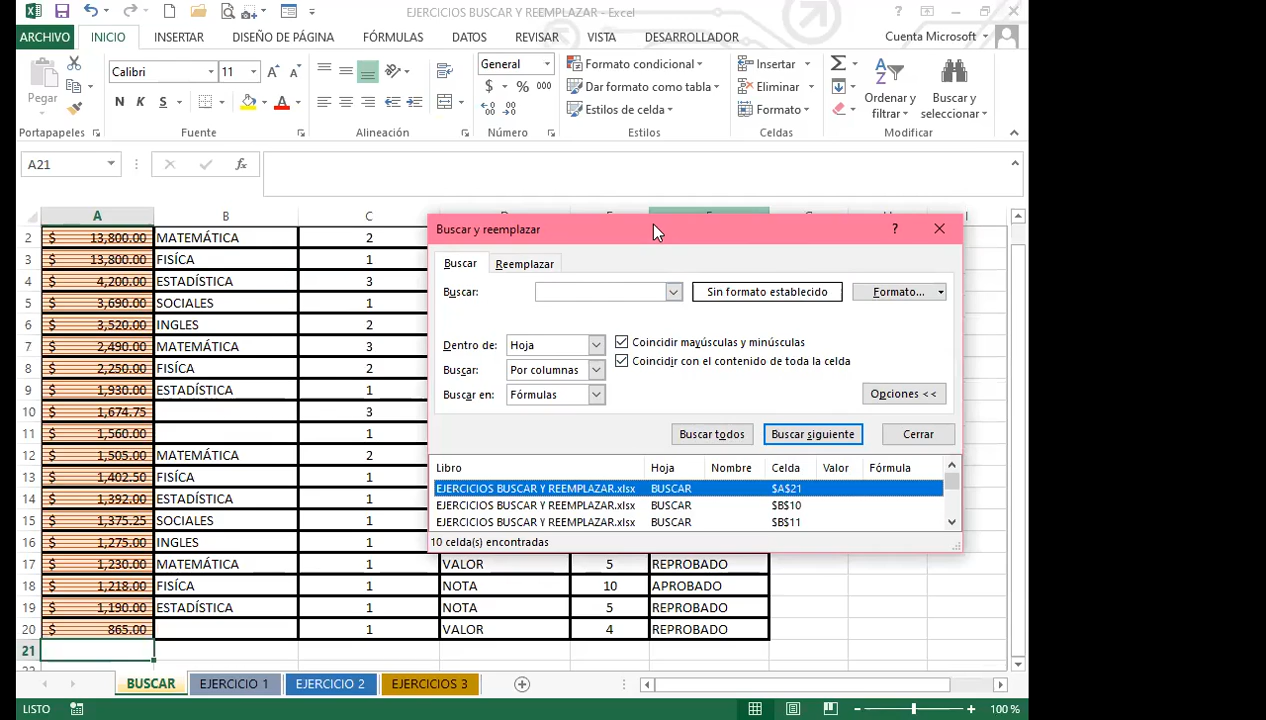 EJERCICIOS BUSCAR Y REEMPLAZAR - Excel
ARCHIVO INICIO INSERTAR DISEÑO DE PÁGINA FÓRMULAS DATOS REVISAR VISTA DESARROLLADOR Cuenta Microsoft
Pegar
Calibri 11
N K S
General
$ % 000
Formato condicional
Dar formato como tabla
Estilos de celda
Insertar
Eliminar
Formato
Ordenar y filtrar
Buscar y seleccionar
Portapapeles Fuente Alineación Número Estilos Celdas Modificar
A21 fx
A B C
2 $ 13,800.00 MATEMÁTICA 2
3 $ 13,800.00 FISÍCA 1
4 $ 4,200.00 ESTADÍSTICA 3
5 $ 3,690.00 SOCIALES 1
6 $ 3,520.00 INGLES 2
7 $ 2,490.00 MATEMÁTICA 3
8 $ 2,250.00 FISÍCA 2
9 $ 1,930.00 ESTADÍSTICA 1
10 $ 1,674.75 3
11 $ 1,560.00 1
12 $ 1,505.00 MATEMÁTICA 2
13 $ 1,402.50 FISÍCA 1
14 $ 1,392.00 ESTADÍSTICA 1
15 $ 1,375.25 SOCIALES 1
16 $ 1,275.00 INGLES 1
17 $ 1,230.00 MATEMÁTICA 1 VALOR 5 REPROBADO
18 $ 1,218.00 FISÍCA 1 NOTA 10 APROBADO
19 $ 1,190.00 ESTADÍSTICA 1 NOTA 5 REPROBADO
20 $ 865.00 1 VALOR 4 REPROBADO
21
Buscar y reemplazar ?
Buscar Reemplazar
Buscar: Sin formato establecido Formato...
Dentro de: Hoja
Coincidir mayúsculas y minúsculas
Buscar: Por columnas
Coincidir con el contenido de toda la celda
Buscar en: Fórmulas
Opciones <<
Buscar todos Buscar siguiente Cerrar
Libro Hoja Nombre Celda Valor Fórmula
EJERCICIOS BUSCAR Y REEMPLAZAR.xlsx BUSCAR $A$21
EJERCICIOS BUSCAR Y REEMPLAZAR.xlsx BUSCAR $B$10
EJERCICIOS BUSCAR Y REEMPLAZAR.xlsx BUSCAR $B$11
10 celda(s) encontradas
BUSCAR EJERCICIO 1 EJERCICIO 2 EJERCICIOS 3
LISTO 100 %